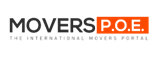 MOVERS P.O.E.
THE INTERNATIONAL MOVERS PORTAL